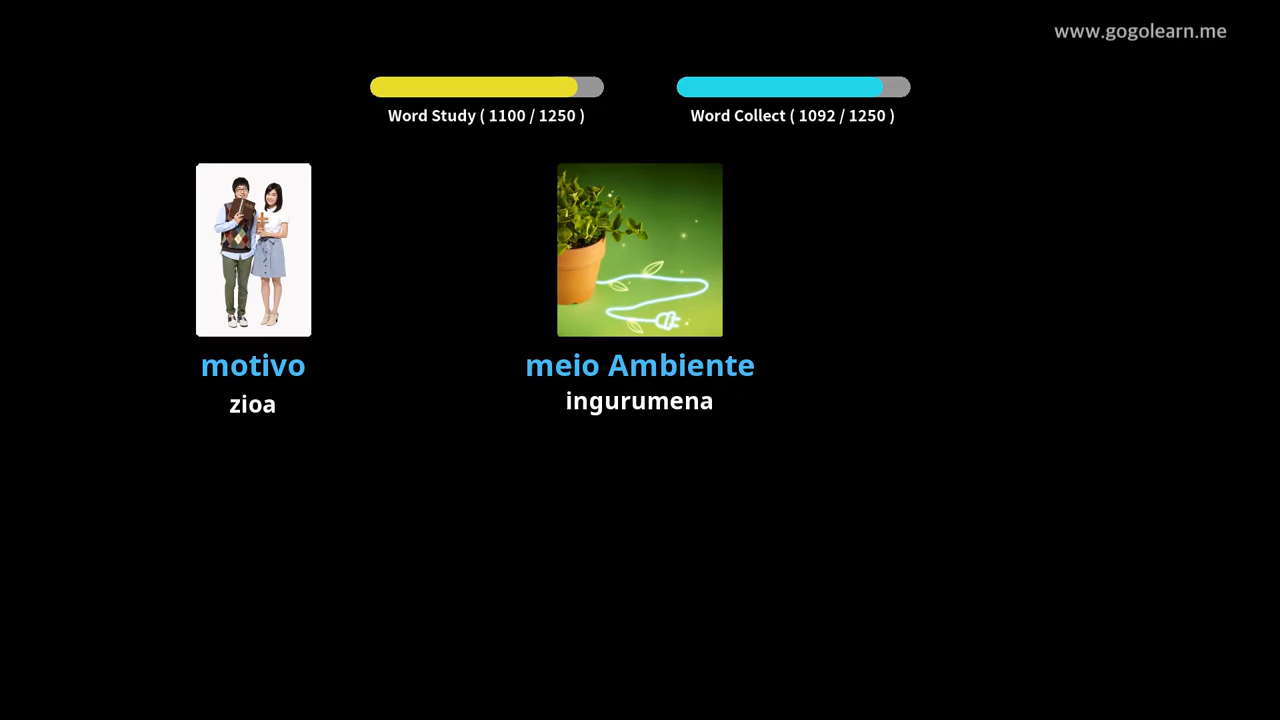 www.gogolearn.me
Word Study ( 1100 / 1250 )
Word Collect ( 1092 / 1250 )
motivo
zioa
meio Ambiente
ingurumena